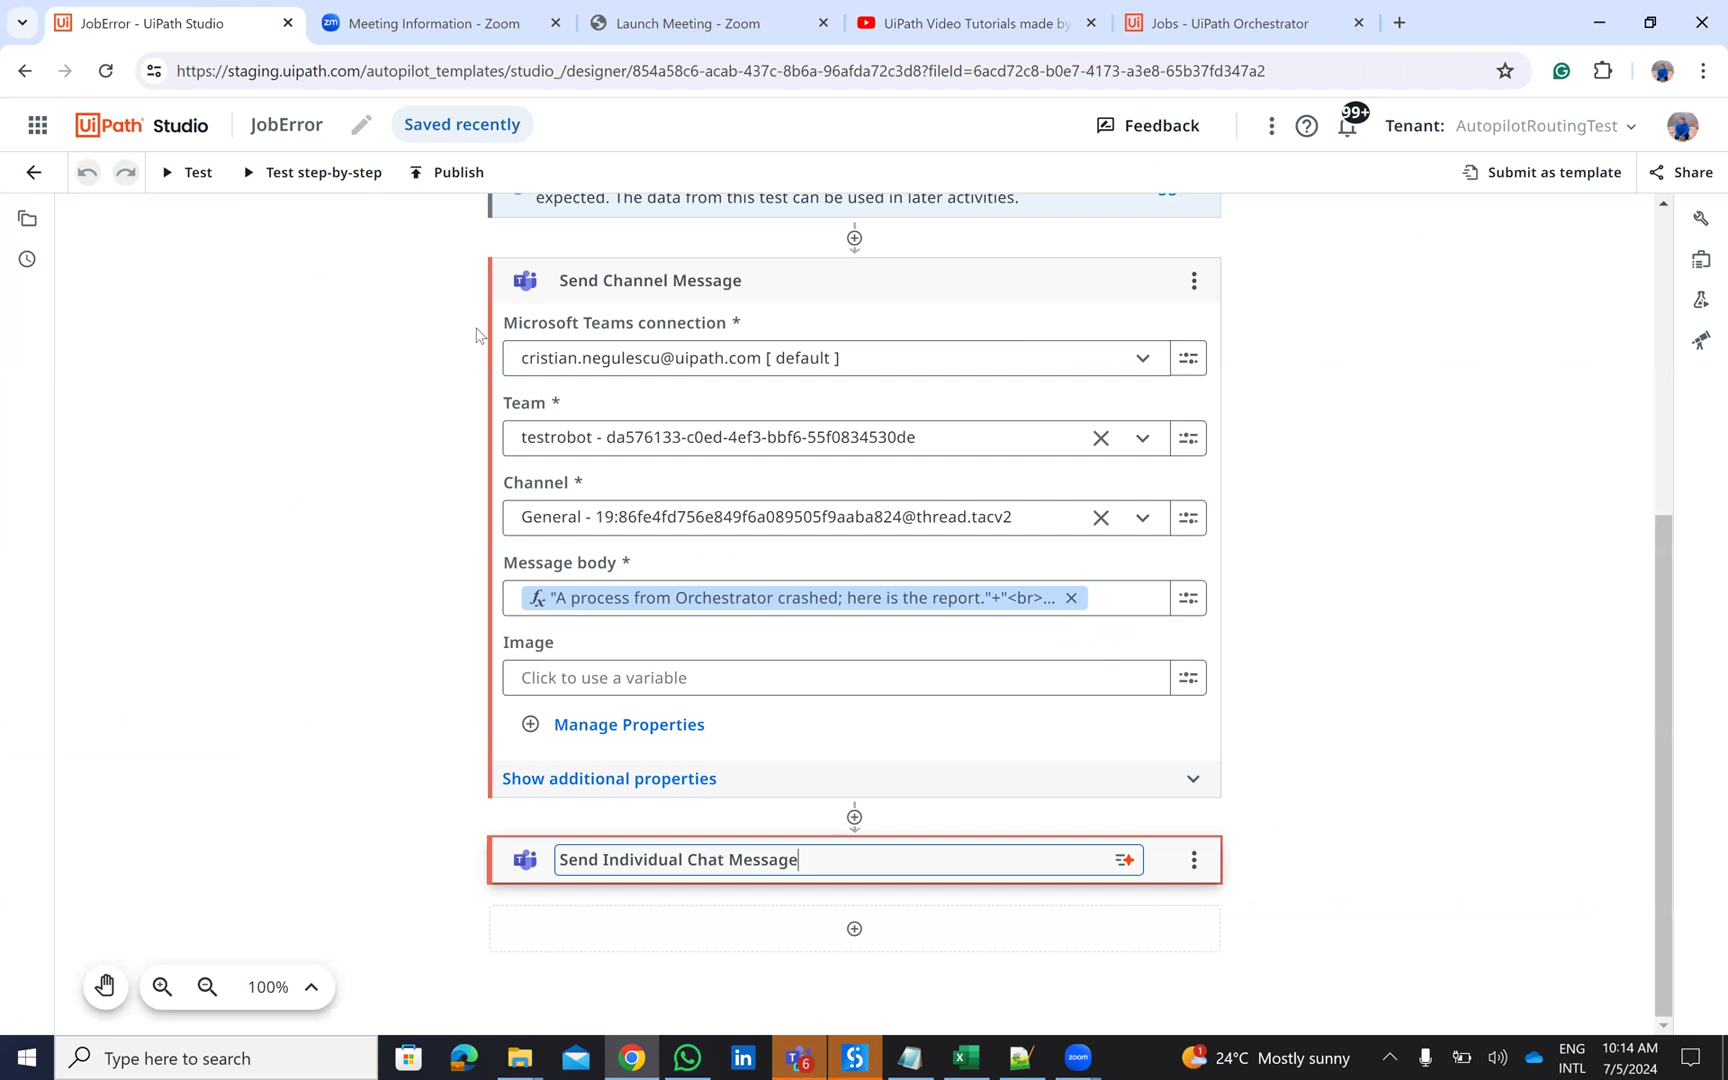 JobError - UiPath Studio
Meeting Information - Zoom
Launch Meeting - Zoom
UiPath Video Tutorials made by
Jobs - UiPath Orchestrator
https://staging.uipath.com/autopilot_templates/studio_/designer/854a58c6-acab-437c-8b6a-96afda72c3d8?fileId=6acd72c8-b0e7-4173-a3e8-65b37fd347a2
UiPath Studio
JobError
Saved recently
Feedback
99+
Tenant: AutopilotRoutingTest
Test
Test step-by-step
Publish
Submit as template
Share
expected. The data from this test can be used in later activities.
Send Channel Message
Microsoft Teams connection *
cristian.negulescu@uipath.com [ default ]
Team *
testrobot - da576133-c0ed-4ef3-bbf6-55f0834530de
Channel *
General - 19:86fe4fd756e849f6a089505f9aaba824@thread.tacv2
Message body *
fx "A process from Orchestrator crashed; here is the report."+"<br>...
Image
Click to use a variable
Manage Properties
Show additional properties
Send Individual Chat Message
100%
Type here to search
6
zoom
1
24°C Mostly sunny
ENG
INTL
10:14 AM
7/5/2024